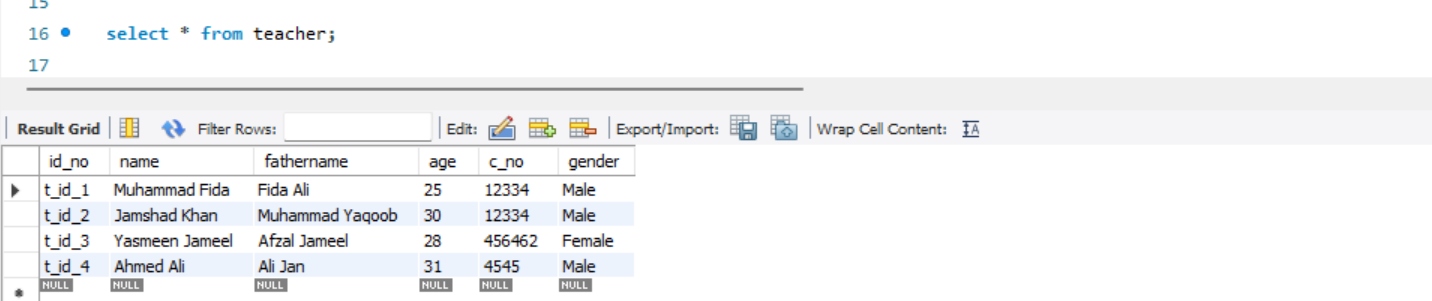 15
16 select * from teacher;
17
Result Grid Filter Rows: Edit: Export/Import: Wrap Cell Content:
id_no name fathername age c_no gender
t_id_1 Muhammad Fida Fida Ali 25 12334 Male
t_id_2 Jamshad Khan Muhammad Yaqoob 30 12334 Male
t_id_3 Yasmeen Jameel Afzal Jameel 28 456462 Female
t_id_4 Ahmed Ali Ali Jan 31 4545 Male
NULL NULL NULL NULL NULL NULL